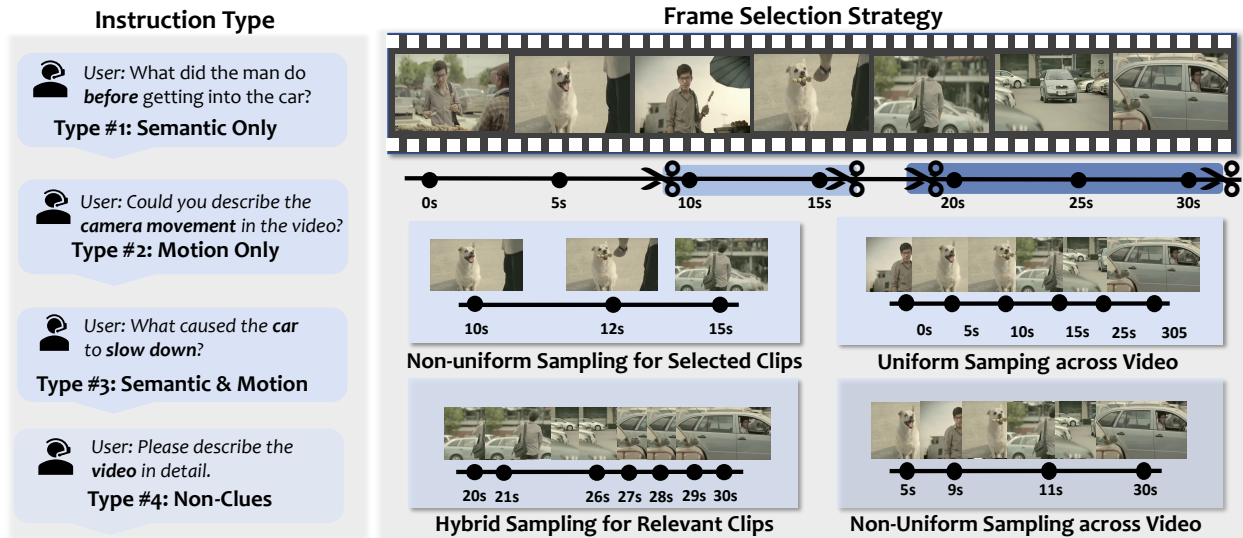 Instruction Type
User: What did the man do
before getting into the car?
Type #1: Semantic Only
User: Could you describe the
camera movement in the video?
Type #2: Motion Only
User: What caused the car
to slow down?
Type #3: Semantic & Motion
User: Please describe the
video in detail.
Type #4: Non-Clues
Frame Selection Strategy
0s 5s 10s 15s 20s 25s 30s
10s 12s 15s
Non-uniform Sampling for Selected Clips
0s 5s 10s 15s 25s 305
Uniform Samping across Video
20s 21s 26s 27s 28s 29s 30s
Hybrid Sampling for Relevant Clips
5s 9s 11s 30s
Non-Uniform Sampling across Video